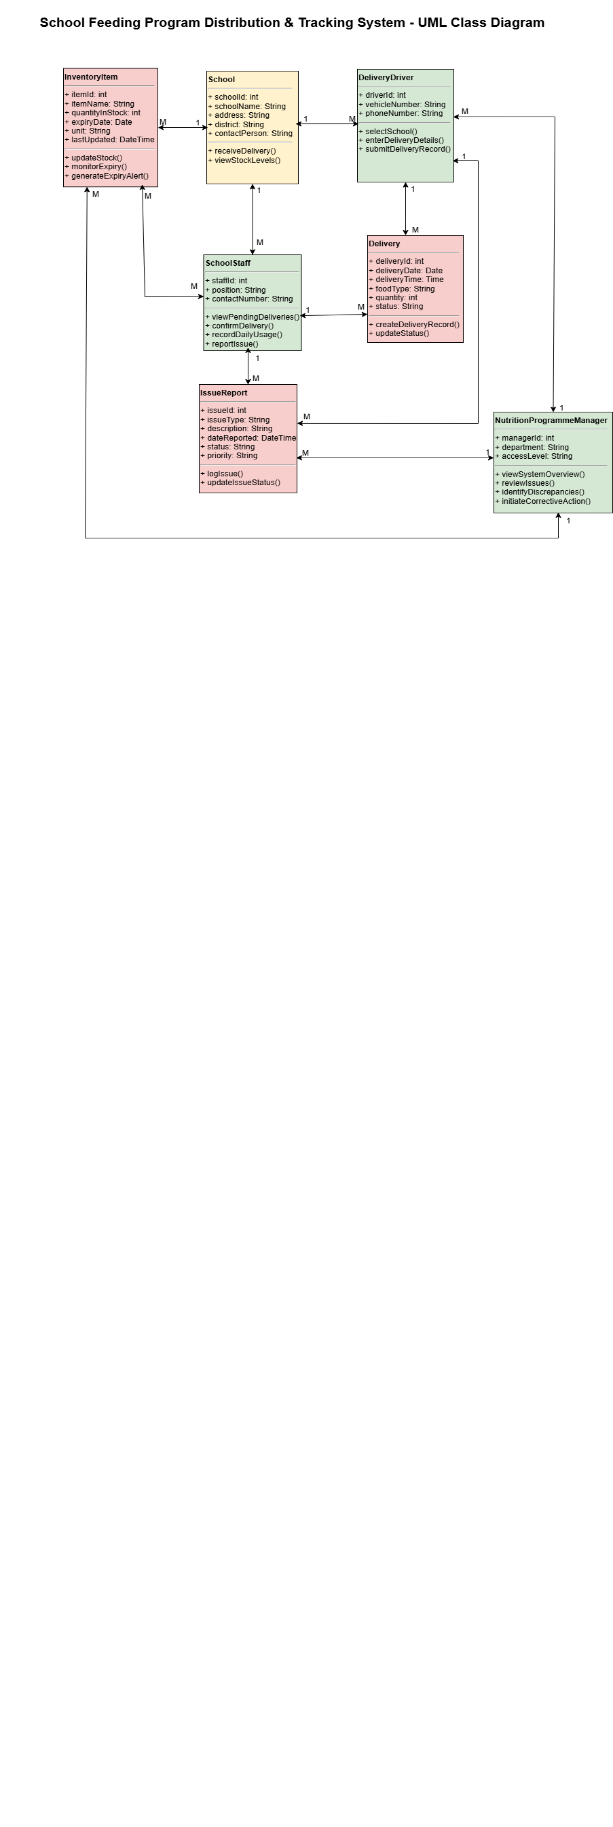 School Feeding Program Distribution & Tracking System - UML Class Diagram
InventoryItem
+ itemId: int
+ itemName: String
+ quantityInStock: int
+ expiryDate: Date
+ unit: String
+ lastUpdated: DateTime
+ updateStock()
+ monitorExpiry()
+ generateExpiryAlert()
M
1
School
+ schoolId: int
+ schoolName: String
+ address: String
+ district: String
+ contactPerson: String
+ receiveDelivery()
+ viewStockLevels()
1
M
DeliveryDriver
+ driverId: int
+ vehicleNumber: String
+ phoneNumber: String
+ selectSchool()
+ enterDeliveryDetails()
+ submitDeliveryRecord()
M
1
M
M
1
1
M
M
M
SchoolStaff
+ staffId: int
+ position: String
+ contactNumber: String
+ viewPendingDeliveries()
+ confirmDelivery()
+ recordDailyUsage()
+ reportIssue()
1
M
Delivery
+ deliveryId: int
+ deliveryDate: Date
+ deliveryTime: Time
+ foodType: String
+ quantity: int
+ status: String
+ createDeliveryRecord()
+ updateStatus()
1
M
IssueReport
+ issueId: int
+ issueType: String
+ description: String
+ dateReported: DateTime
+ status: String
+ priority: String
+ logIssue()
+ updateIssueStatus()
M
M
1
1
NutritionProgrammeManager
+ managerId: int
+ department: String
+ accessLevel: String
+ viewSystemOverview()
+ reviewIssues()
+ identifyDiscrepancies()
+ initiateCorrectiveAction()
1